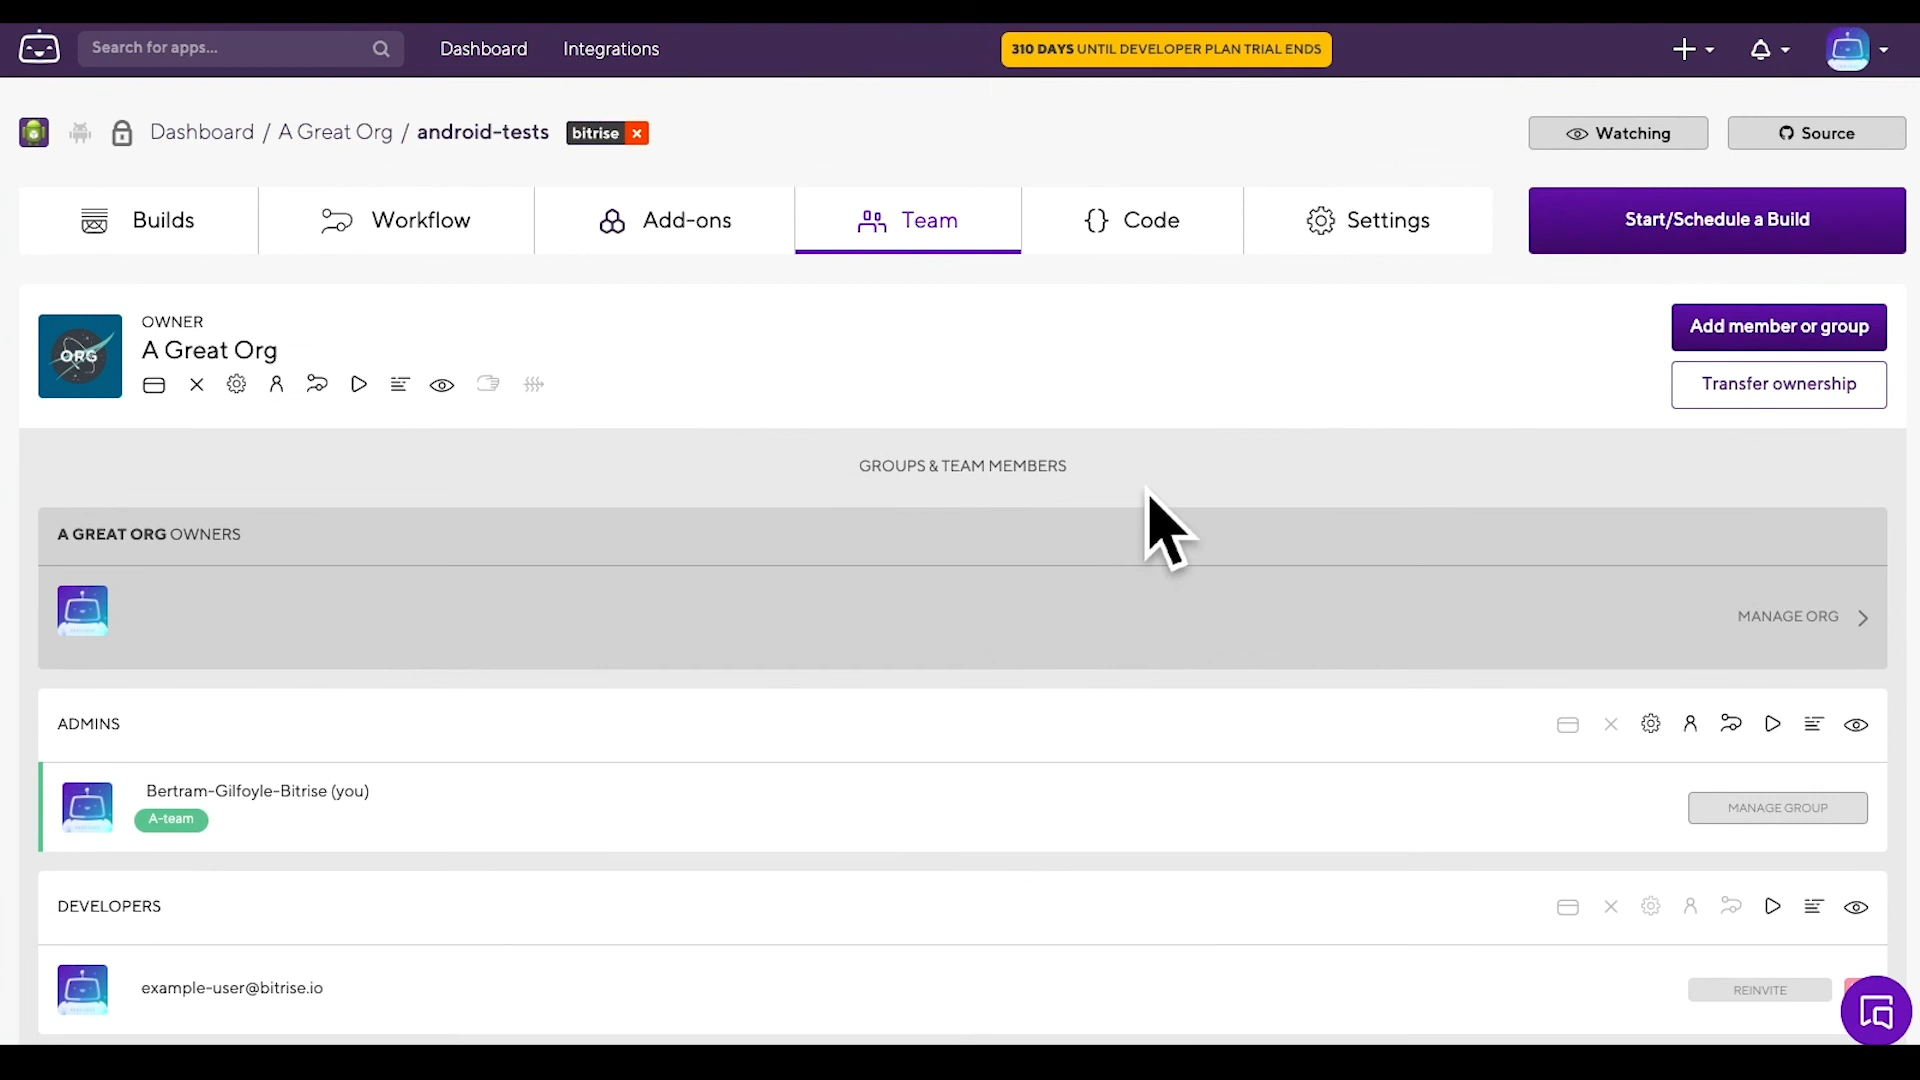 Search for apps...
Dashboard
Integrations
310 DAYS UNTIL DEVELOPER PLAN TRIAL ENDS
Dashboard / A Great Org / android-tests
bitrise x
Watching
Source
Builds
Workflow
Add-ons
Team
Code
Settings
Start/Schedule a Build
ORG
OWNER
A Great Org
Add member or group
Transfer ownership
GROUPS & TEAM MEMBERS
A GREAT ORG OWNERS
MANAGE ORG
ADMINS
Bertram-Gilfoyle-Bitrise (you)
A-team
MANAGE GROUP
DEVELOPERS
example-user@bitrise.io
REINVITE